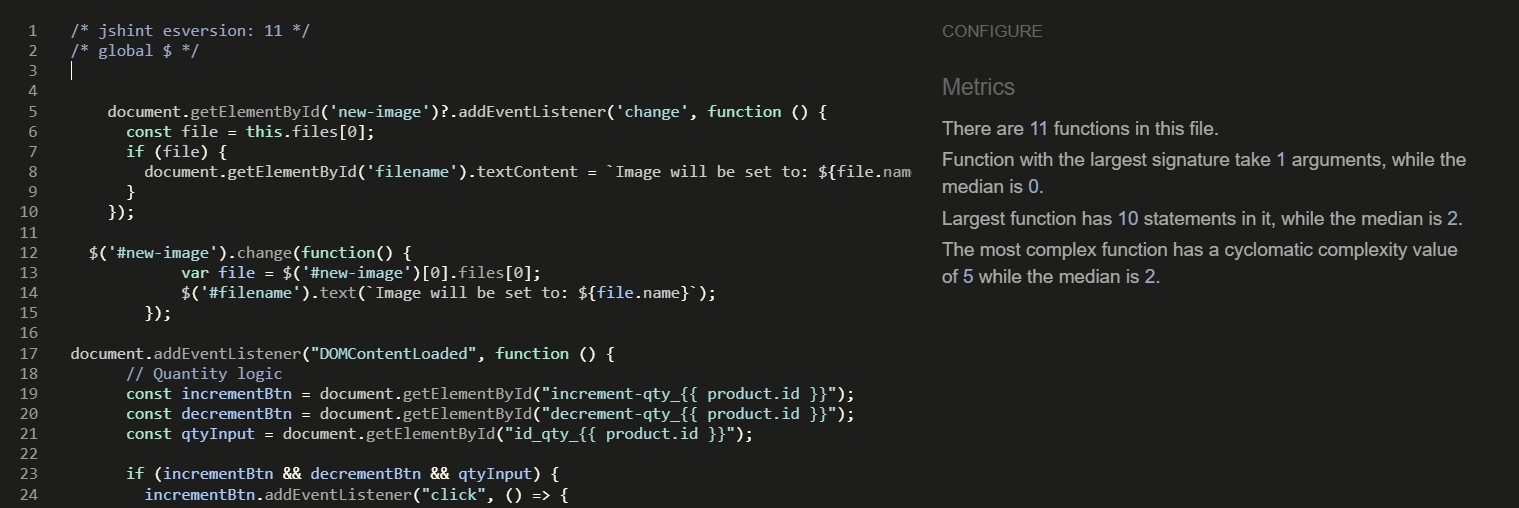 1 /* jshint esversion: 11 */
2 /* global $ */
3
4
5 document.getElementById('new-image')?.addEventListener('change', function () {
6 const file = this.files[0];
7 if (file) {
8 document.getElementById('filename').textContent = `Image will be set to: ${file.nam
9 }
10 });
11
12 $('#new-image').change(function() {
13 var file = $('#new-image')[0].files[0];
14 $('#filename').text(`Image will be set to: ${file.name}`);
15 });
16
17 document.addEventListener("DOMContentLoaded", function () {
18 // Quantity logic
19 const incrementBtn = document.getElementById("increment-qty_{{ product.id }}");
20 const decrementBtn = document.getElementById("decrement-qty_{{ product.id }}");
21 const qtyInput = document.getElementById("id_qty_{{ product.id }}");
22
23 if (incrementBtn && decrementBtn && qtyInput) {
24 incrementBtn.addEventListener("click", () => {
CONFIGURE
Metrics
There are 11 functions in this file.
Function with the largest signature take 1 arguments, while the
median is 0.
Largest function has 10 statements in it, while the median is 2.
The most complex function has a cyclomatic complexity value
of 5 while the median is 2.